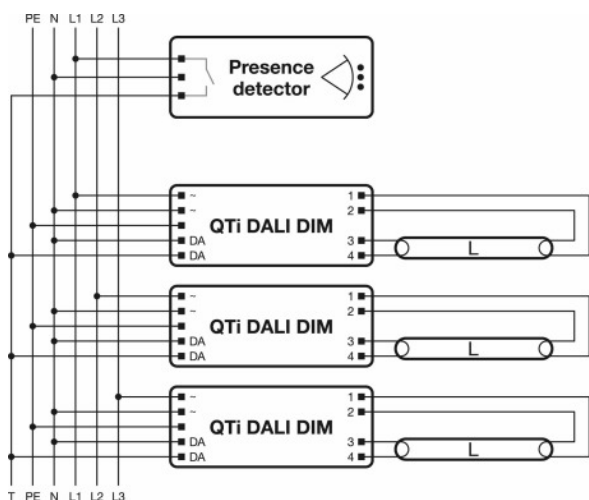 PE N L1 L2 L3
Presence
detector
~ 1
~ 2
QTi DALI DIM
DA 3 L
DA 4
~ 1
~ 2
QTi DALI DIM
DA 3 L
DA 4
~ 1
~ 2
QTi DALI DIM
DA 3 L
DA 4
T PE N L1 L2 L3